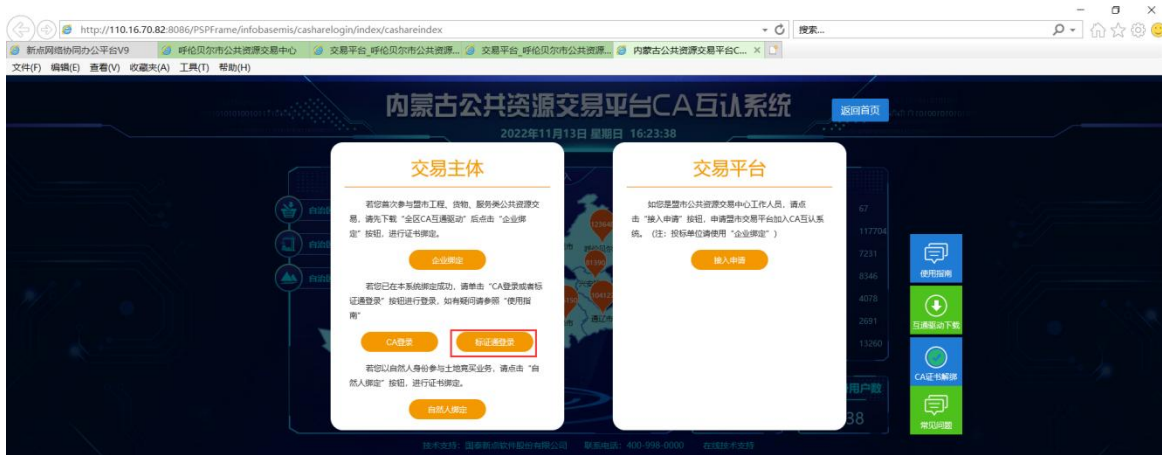 http://110.16.70.82:8086/PSPFrame/infobasemis/casharelogin/index/cashareindex
搜索...
新点网络协同办公平台V9
呼伦贝尔市公共资源交易中心
交易平台_呼伦贝尔市公共资源...
交易平台_呼伦贝尔市公共资源...
内蒙古公共资源交易平台C...
文件(F) 编辑(E) 查看(V) 收藏夹(A) 工具(T) 帮助(H)
内蒙古公共资源交易平台CA互认系统
返回首页
2022年11月13日 星期日 16:23:38
交易主体
若您首次参与盟市工程、货物、服务类公共资源交
易，请先下载“全区CA互通驱动”后点击“企业绑
定”按钮，进行证书绑定。
企业绑定
若您已在本系统绑定成功，请单击“CA登录或者标
证通登录”按钮进行登录，如有疑问请参照“使用指
南”
CA登录
标证通登录
若您以自然人身份参与土地竞买业务，请点击“自
然人绑定”按钮，进行证书绑定。
自然人绑定
交易平台
如您是盟市公共资源交易中心工作人员，请点
击“接入申请”按钮，申请盟市交易平台加入CA互认系
统。（注：投标单位请使用“企业绑定”）
接入申请
67
117704
7231
8346
4078
2691
13260
用户数
38
使用指南
互通驱动下载
CA证书解绑
常见问题
技术支持：国泰新点软件股份有限公司 联系电话：400-998-0000 在线技术支持